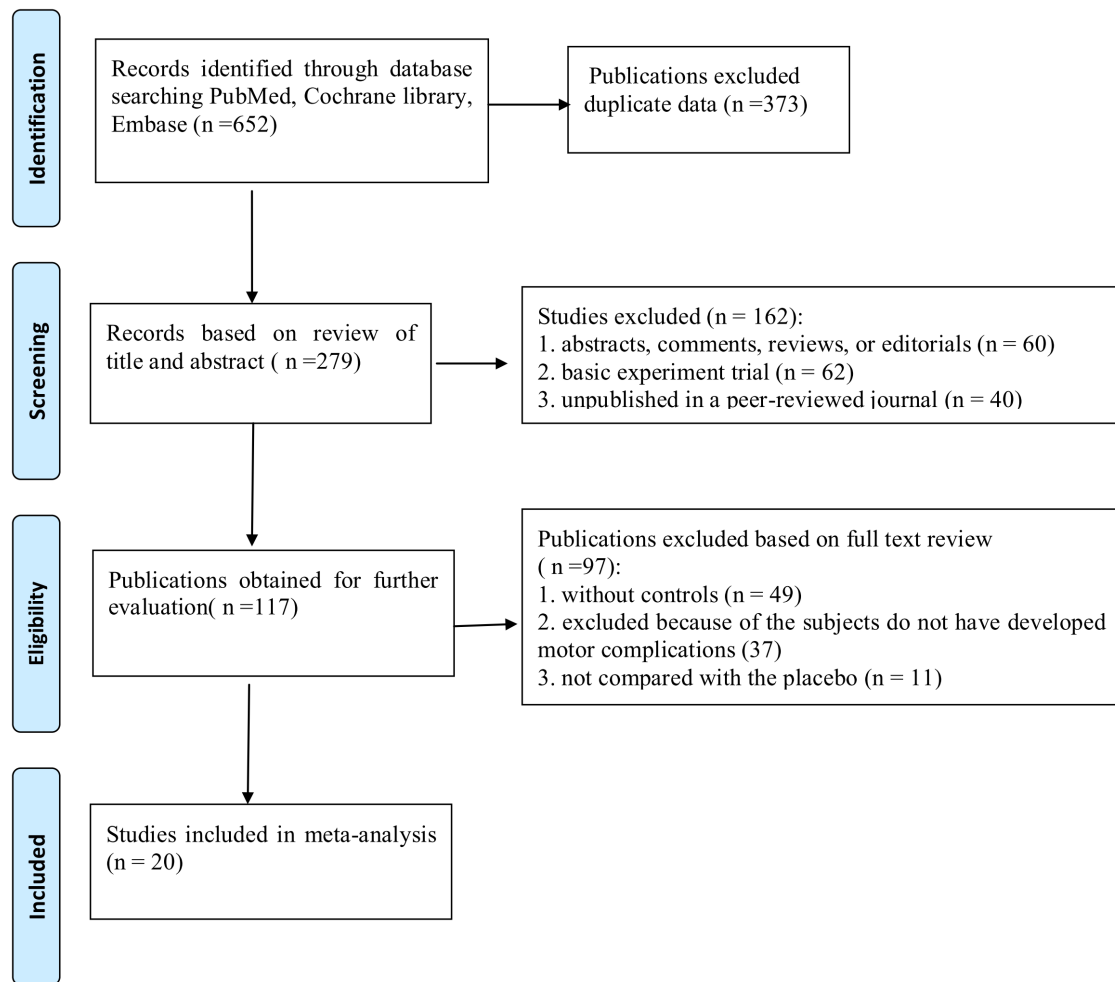 Identification
Records identified through database
searching PubMed, Cochrane library,
Embase (n =652)
Publications excluded
duplicate data (n =373)
Screening
Records based on review of
title and abstract ( n =279)
Studies excluded (n = 162):
1. abstracts, comments, reviews, or editorials (n = 60)
2. basic experiment trial (n = 62)
3. unpublished in a peer-reviewed journal (n = 40)
Eligibility
Publications obtained for further
evaluation( n =117)
Publications excluded based on full text review
( n =97):
1. without controls (n = 49)
2. excluded because of the subjects do not have developed
motor complications (37)
3. not compared with the placebo (n = 11)
Included
Studies included in meta-analysis
(n = 20)